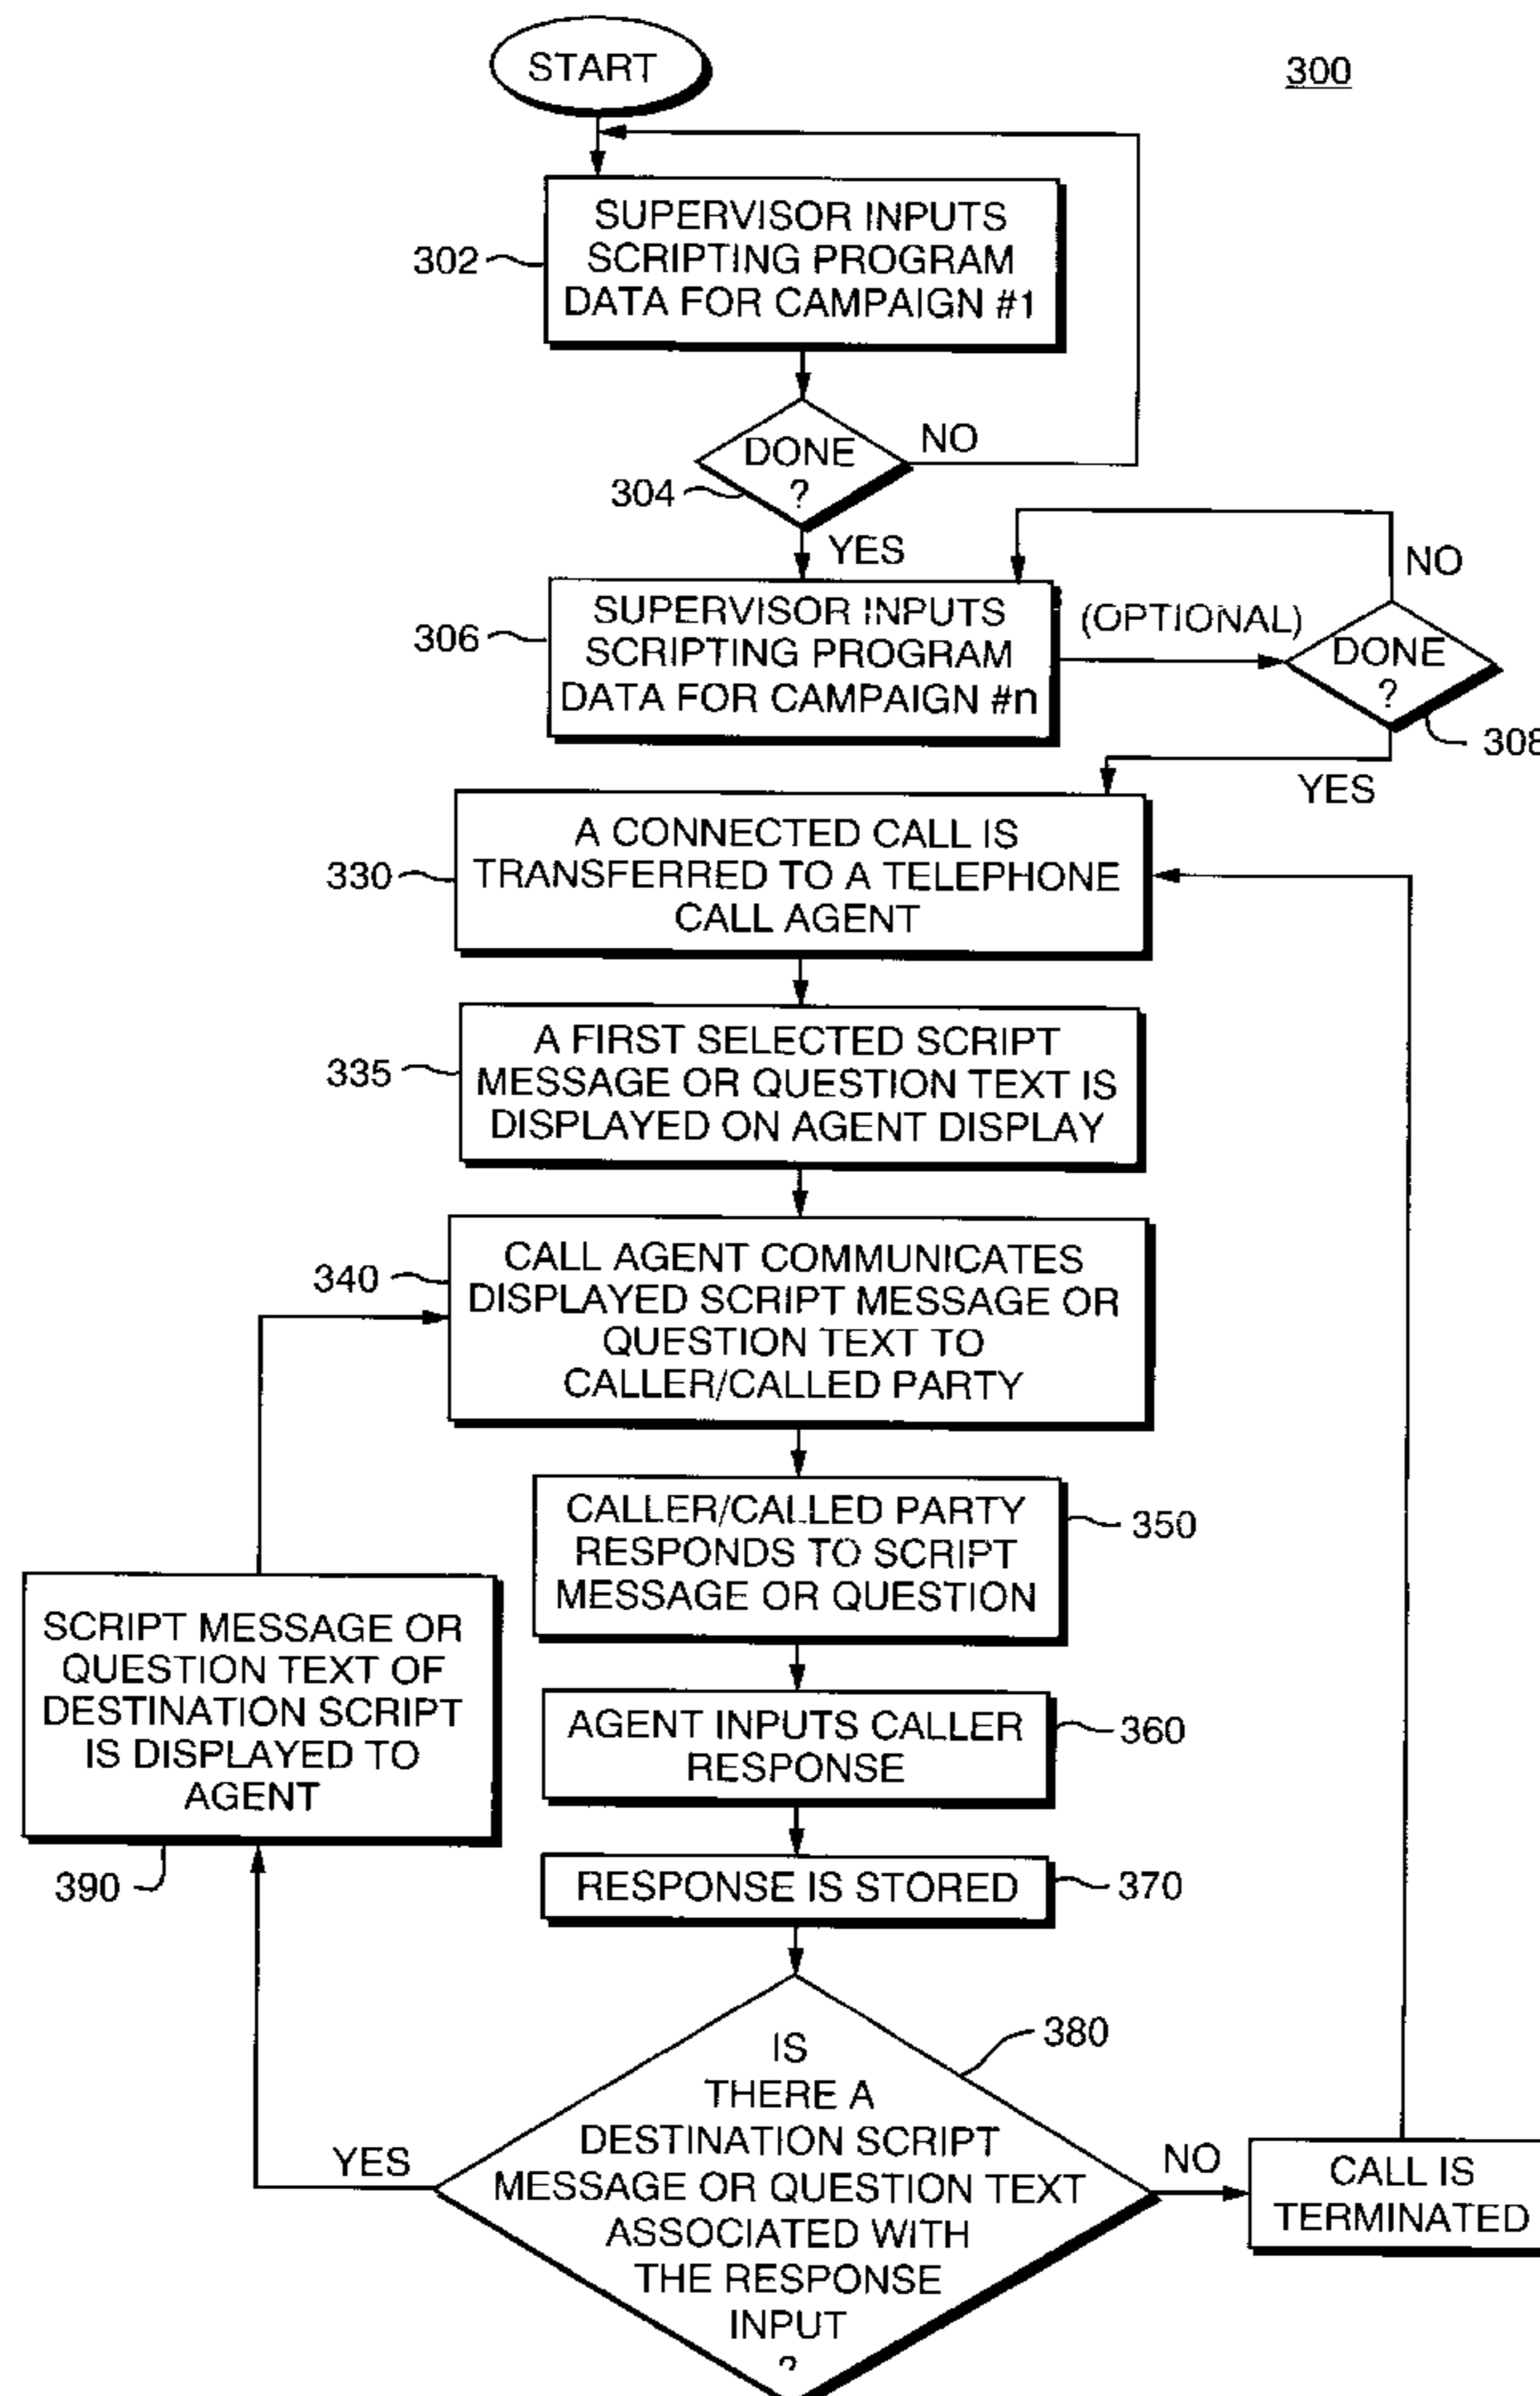 START
300
302
SUPERVISOR INPUTS
SCRIPTING PROGRAM
DATA FOR CAMPAIGN #1
DONE
?
NO
304
YES
306
SUPERVISOR INPUTS
SCRIPTING PROGRAM
DATA FOR CAMPAIGN #n
(OPTIONAL)
NO
DONE
?
308
YES
330
A CONNECTED CALL IS
TRANSFERRED TO A TELEPHONE
CALL AGENT
335
A FIRST SELECTED SCRIPT
MESSAGE OR QUESTION TEXT IS
DISPLAYED ON AGENT DISPLAY
340
CALL AGENT COMMUNICATES
DISPLAYED SCRIPT MESSAGE OR
QUESTION TEXT TO
CALLER/CALLED PARTY
CALLER/CALLED PARTY
RESPONDS TO SCRIPT
MESSAGE OR QUESTION
350
SCRIPT MESSAGE OR
QUESTION TEXT OF
DESTINATION SCRIPT
IS DISPLAYED TO
AGENT
390
AGENT INPUTS CALLER
RESPONSE
360
RESPONSE IS STORED
370
380
IS
THERE A
DESTINATION SCRIPT
MESSAGE OR QUESTION TEXT
ASSOCIATED WITH
THE RESPONSE
INPUT
?
YES
NO
CALL IS
TERMINATED